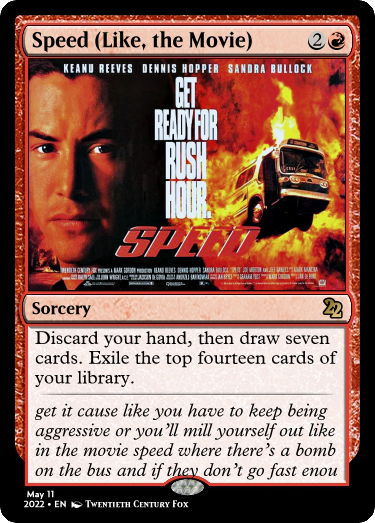 Speed (Like, the Movie) 2
KEANU REEVES DENNIS HOPPER SANDRA BULLOCK
GET
READY FOR
RUSH
HOUR.
SPEED
Sorcery
Discard your hand, then draw seven
cards. Exile the top fourteen cards of
your library.
get it cause like you have to keep being
aggressive or you’ll mill yourself out like
in the movie speed where there’s a bomb
on the bus and if they don’t go fast enou
May 11
2022 • EN Twentieth Century Fox